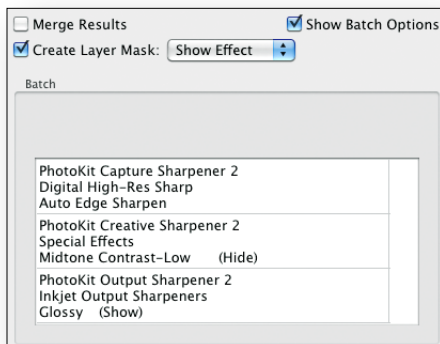 Merge Results Show Batch Options
Create Layer Mask: Show Effect
Batch
PhotoKit Capture Sharpener 2
Digital High-Res Sharp
Auto Edge Sharpen
PhotoKit Creative Sharpener 2
Special Effects
Midtone Contrast-Low (Hide)
PhotoKit Output Sharpener 2
Inkjet Output Sharpeners
Glossy (Show)